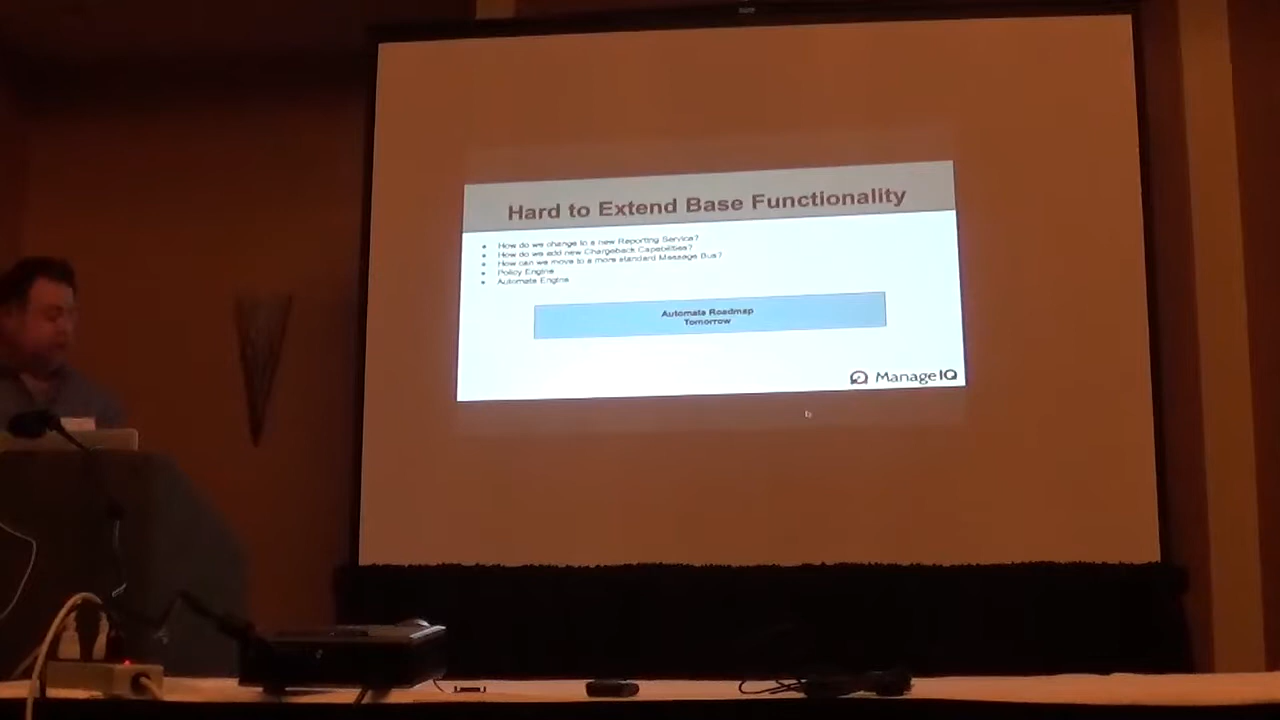 Hard to Extend Base Functionality
How do we change to a new Reporting Service?
How do we add new Chargeback Capabilities?
How can we move to a more standard Message Bus?
Policy Engine
Automate Engine
Automate Roadmap
Tomorrow
ManageIQ